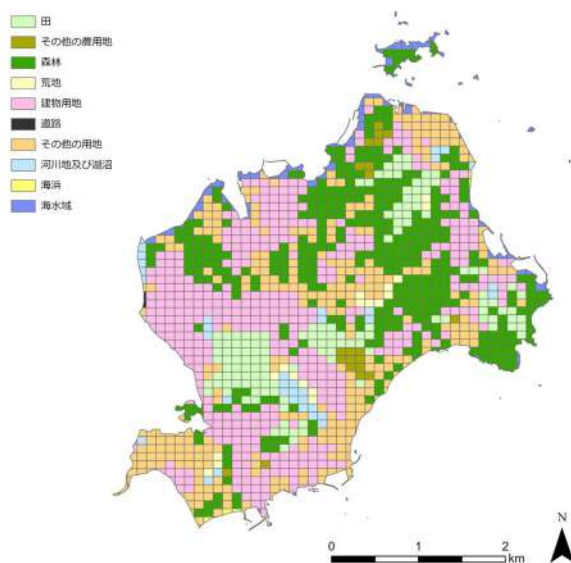 田
その他の農用地
森林
荒地
建物用地
道路
その他の用地
河川地及び湖沼
海浜
海水域
N
0 1 2
km